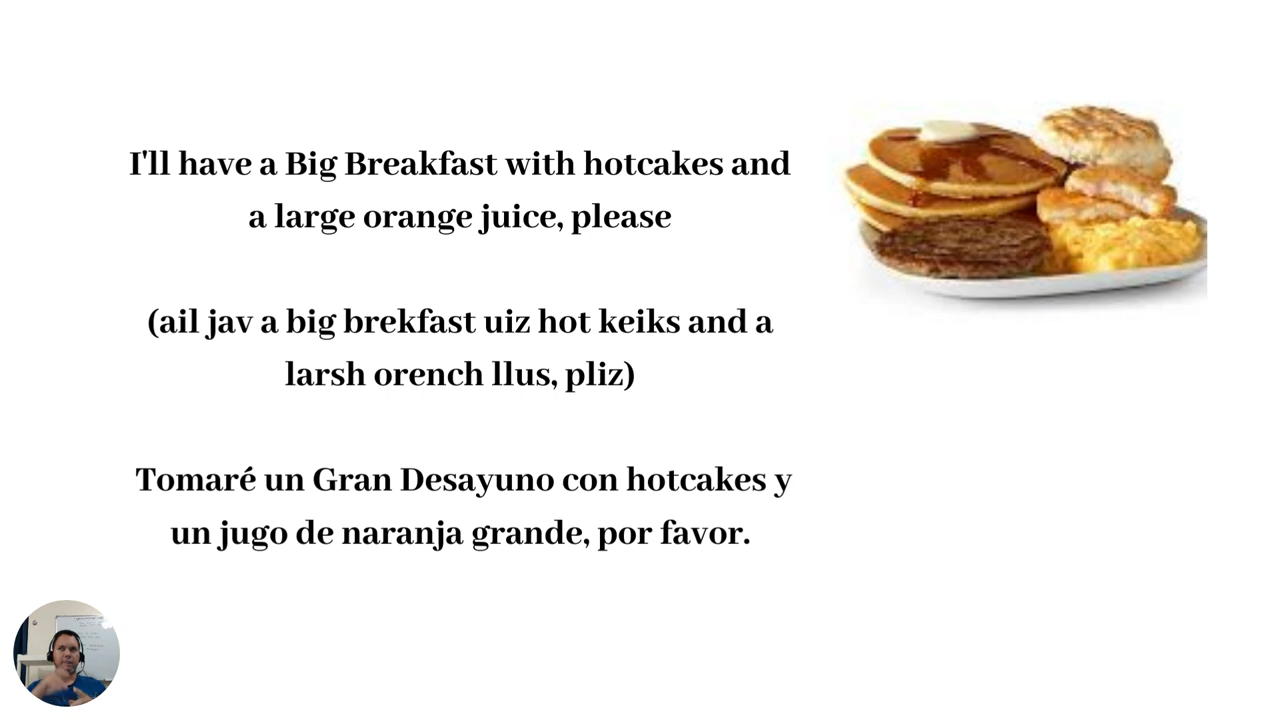 I'll have a Big Breakfast with hotcakes and
a large orange juice, please
(ail jav a big brekfast uiz hot keiks and a
larsh orench llus, pliz)
Tomaré un Gran Desayuno con hotcakes y
un jugo de naranja grande, por favor.